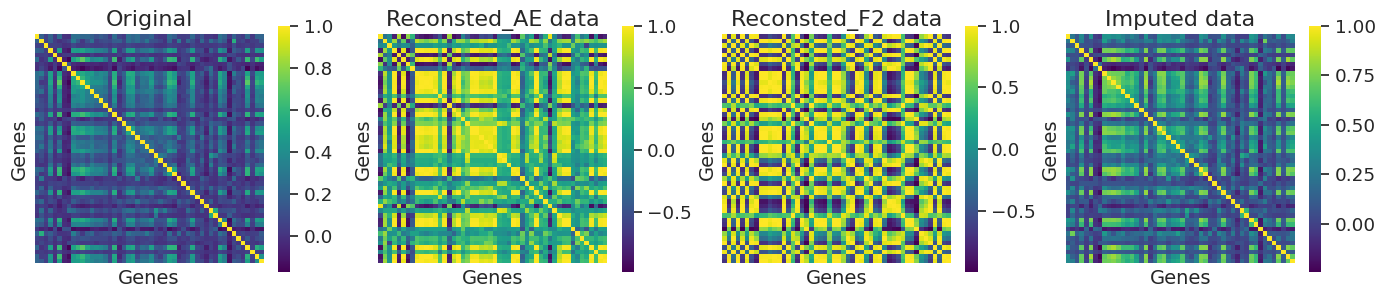 Original
Reconsted_AE data
Reconsted_F2 data
Imputed data
Genes
Genes
1.0
0.8
0.6
0.4
0.2
0.0
Genes
Genes
1.0
0.5
0.0
−0.5
Genes
Genes
1.0
0.5
0.0
−0.5
Genes
Genes
1.00
0.75
0.50
0.25
0.00